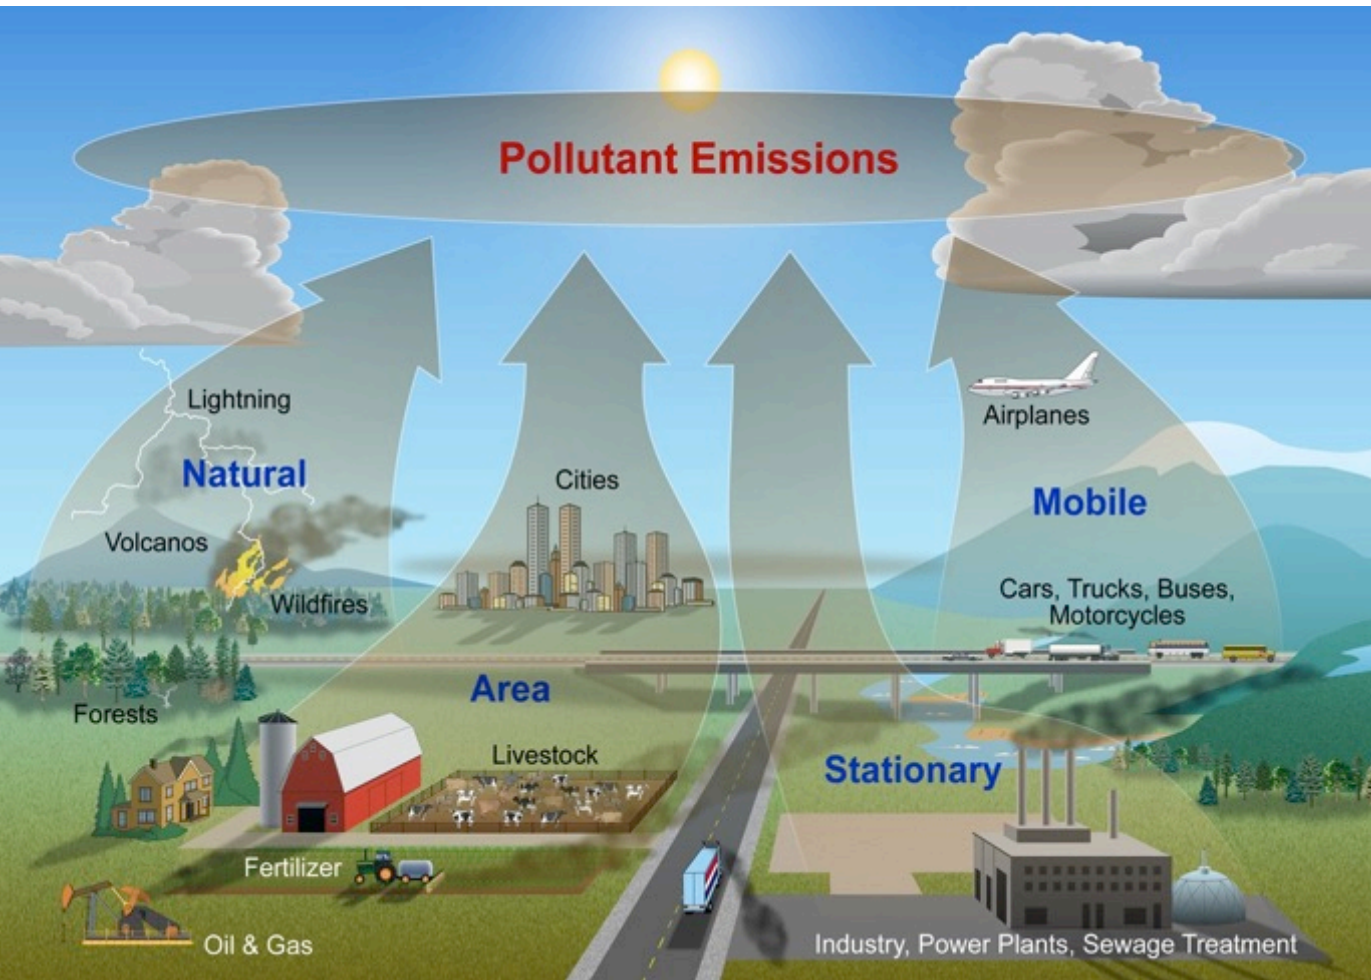 Pollutant Emissions
Lightning
Natural
Volcanos
Wildfires
Forests
Cities
Area
Livestock
Fertilizer
Oil & Gas
Airplanes
Mobile
Cars, Trucks, Buses,
Motorcycles
Stationary
Industry, Power Plants, Sewage Treatment